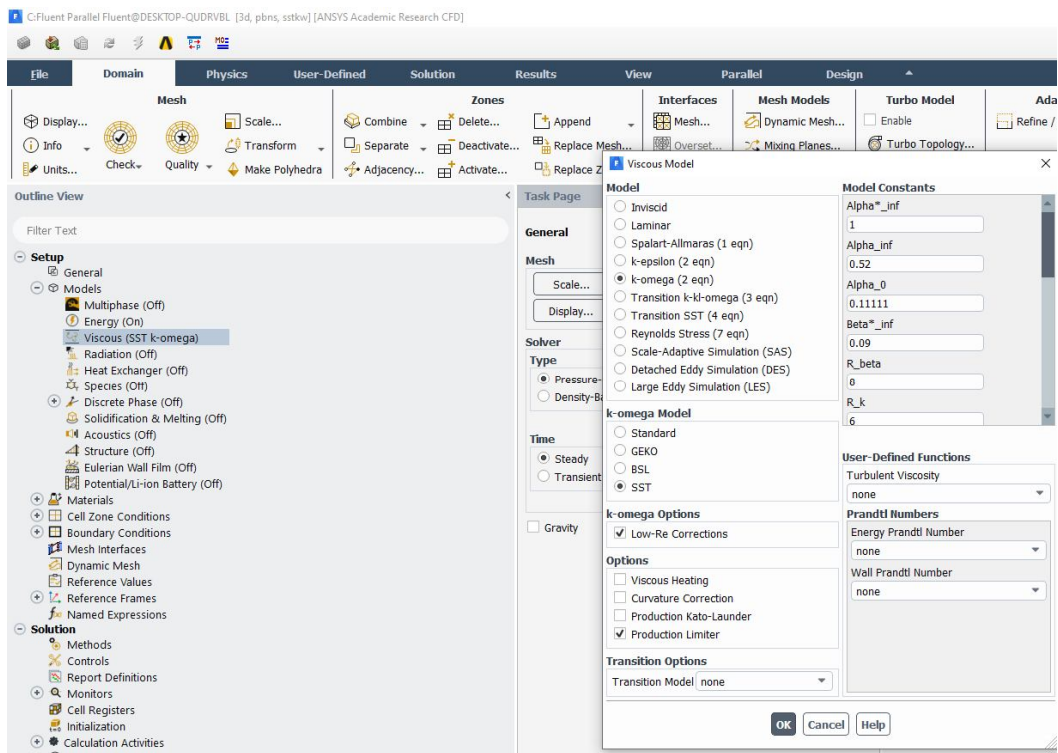 C:Fluent Parallel Fluent@DESKTOP-QUDRVBL [3d, pbns, sstkw] [ANSYS Academic Research CFD]
File Domain Physics User-Defined Solution Results View Parallel Design
Mesh Zones Interfaces Mesh Models Turbo Model Ada
Display... Scale... Combine Delete... Append Mesh... Dynamic Mesh... Enable Refine /
Info Check Quality Transform Separate Deactivate... Replace Mesh... Overset... Mixing Planes... Turbo Topology...
Units... Make Polyhedra Adjacency... Activate... Replace Z
Outline View
Filter Text
Setup
General
Models
Multiphase (Off)
Energy (On)
Viscous (SST k-omega)
Radiation (Off)
Heat Exchanger (Off)
Species (Off)
Discrete Phase (Off)
Solidification & Melting (Off)
Acoustics (Off)
Structure (Off)
Eulerian Wall Film (Off)
Potential/Li-ion Battery (Off)
Materials
Cell Zone Conditions
Boundary Conditions
Mesh Interfaces
Dynamic Mesh
Reference Values
Reference Frames
Named Expressions
Solution
Methods
Controls
Report Definitions
Monitors
Cell Registers
Initialization
Calculation Activities
Task Page
General
Mesh
Scale...
Display...
Solver
Type
Pressure-
Density-Ba
Time
Steady
Transient
Gravity
Viscous Model
Model
Inviscid
Laminar
Spalart-Allmaras (1 eqn)
k-epsilon (2 eqn)
k-omega (2 eqn)
Transition k-kl-omega (3 eqn)
Transition SST (4 eqn)
Reynolds Stress (7 eqn)
Scale-Adaptive Simulation (SAS)
Detached Eddy Simulation (DES)
Large Eddy Simulation (LES)
k-omega Model
Standard
GEKO
BSL
SST
k-omega Options
Low-Re Corrections
Options
Viscous Heating
Curvature Correction
Production Kato-Launder
Production Limiter
Transition Options
Transition Model none
Model Constants
Alpha*_inf
1
Alpha_inf
0.52
Alpha_0
0.11111
Beta*_inf
0.09
R_beta
8
R_k
6
User-Defined Functions
Turbulent Viscosity
none
Prandtl Numbers
Energy Prandtl Number
none
Wall Prandtl Number
none
OK Cancel Help